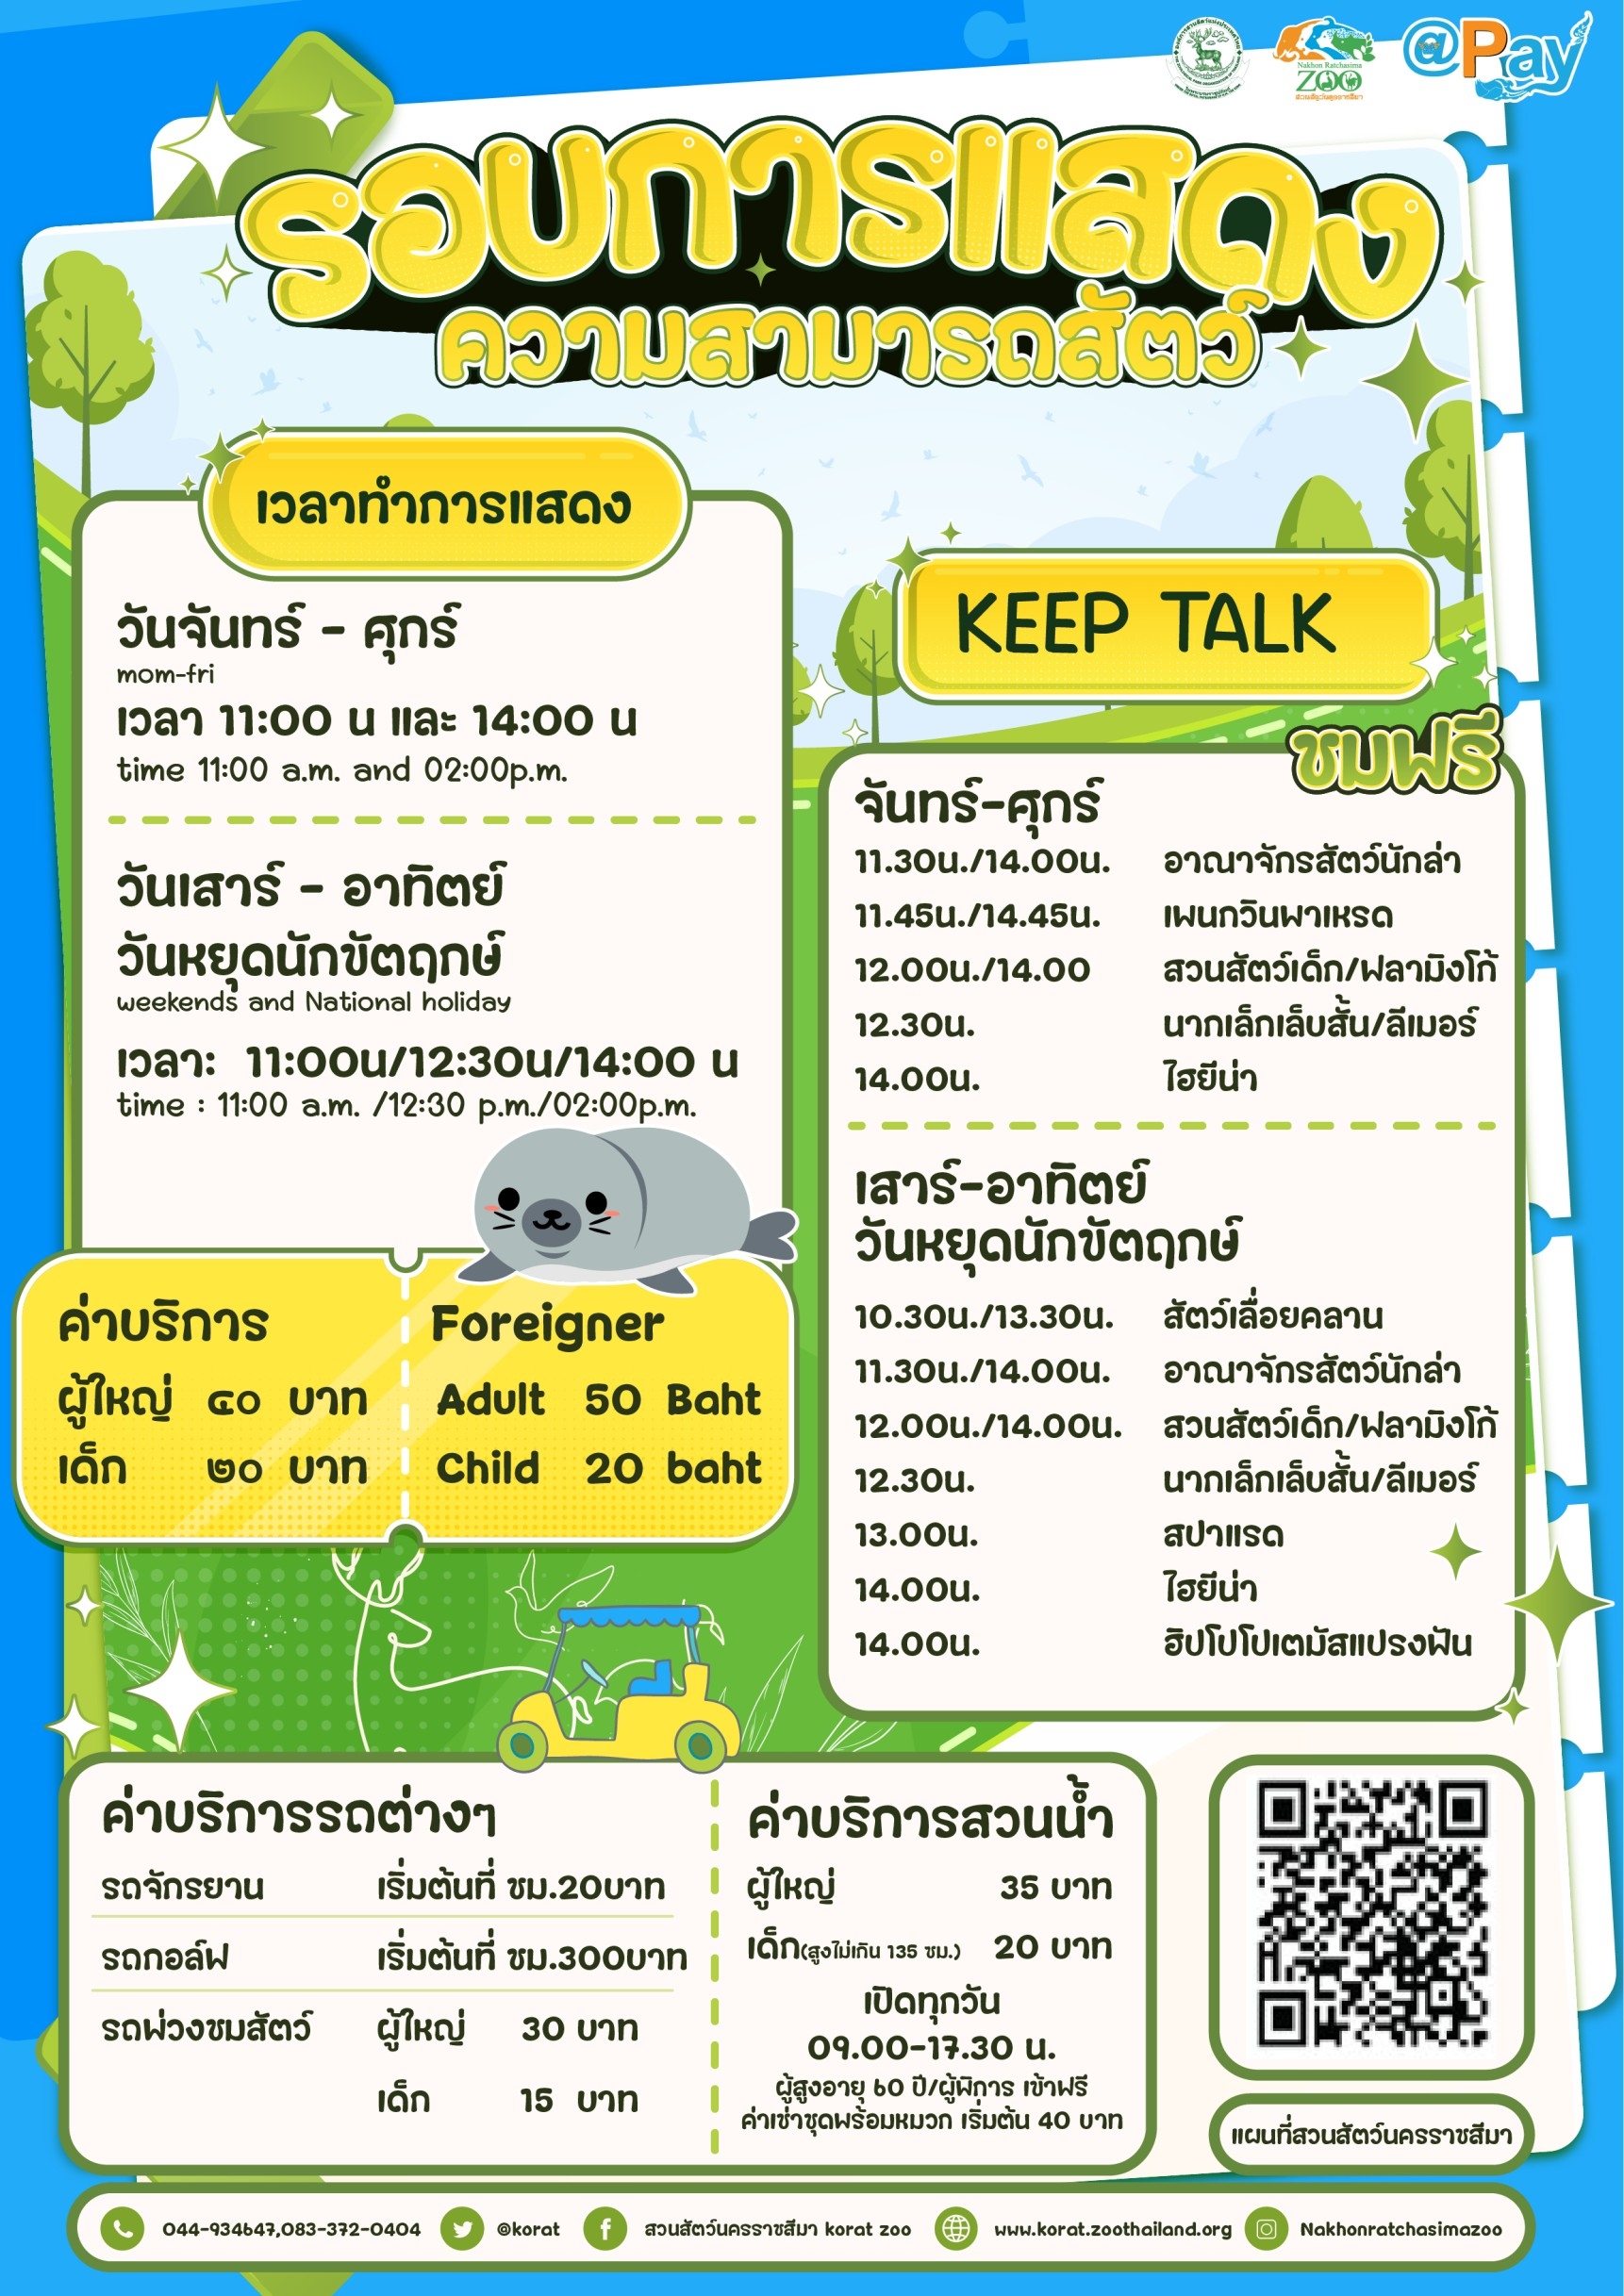 Nakhon Ratchasima
ZOO
สวนสัตว์นครราชสีมา
@Pay
รอบการแสดง
ความสามารถสัตว์
เวลาทำการแสดง
วันจันทร์ - ศุกร์
mom-fri
เวลา 11:00 น และ 14:00 น
time 11:00 a.m. and 02:00p.m.
วันเสาร์ - อาทิตย์
วันหยุดนักขัตฤกษ์
weekends and National holiday
เวลา: 11:00น/12:30น/14:00 น
time : 11:00 a.m. /12:30 p.m./02:00p.m.
ค่าบริการ
ผู้ใหญ่ ๔๐ บาท
เด็ก ๒๐ บาท
Foreigner
Adult 50 Baht
Child 20 baht
KEEP TALK
ชมฟรี
จันทร์-ศุกร์
11.30น./14.00น. อาณาจักรสัตว์นักล่า
11.45น./14.45น. เพนกวินพาเหรด
12.00น./14.00 สวนสัตว์เด็ก/ฟลามิงโก้
12.30น. นากเล็กเล็บสั้น/ลีเมอร์
14.00น. ไฮยีน่า
เสาร์-อาทิตย์
วันหยุดนักขัตฤกษ์
10.30น./13.30น. สัตว์เลื่อยคลาน
11.30น./14.00น. อาณาจักรสัตว์นักล่า
12.00น./14.00น. สวนสัตว์เด็ก/ฟลามิงโก้
12.30น. นากเล็กเล็บสั้น/ลีเมอร์
13.00น. สปาแรด
14.00น. ไฮยีน่า
14.00น. ฮิปโปโปเตมัสแปรงฟัน
ค่าบริการรถต่างๆ
รถจักรยาน เริ่มต้นที่ ชม.20บาท
รถกอล์ฟ เริ่มต้นที่ ชม.300บาท
รถพ่วงชมสัตว์ ผู้ใหญ่ 30 บาท
เด็ก 15 บาท
ค่าบริการสวนน้ำ
ผู้ใหญ่ 35 บาท
เด็ก(สูงไม่เกิน 135 ซม.) 20 บาท
เปิดทุกวัน
09.00-17.30 น.
ผู้สูงอายุ 60 ปี/ผู้พิการ เข้าฟรี
ค่าเช่าชุดพร้อมหมวก เริ่มต้น 40 บาท
แผนที่สวนสัตว์นครราชสีมา
044-934647,083-372-0404
@korat
สวนสัตว์นครราชสีมา korat zoo
www.korat.zoothailand.org
Nakhonratchasimazoo